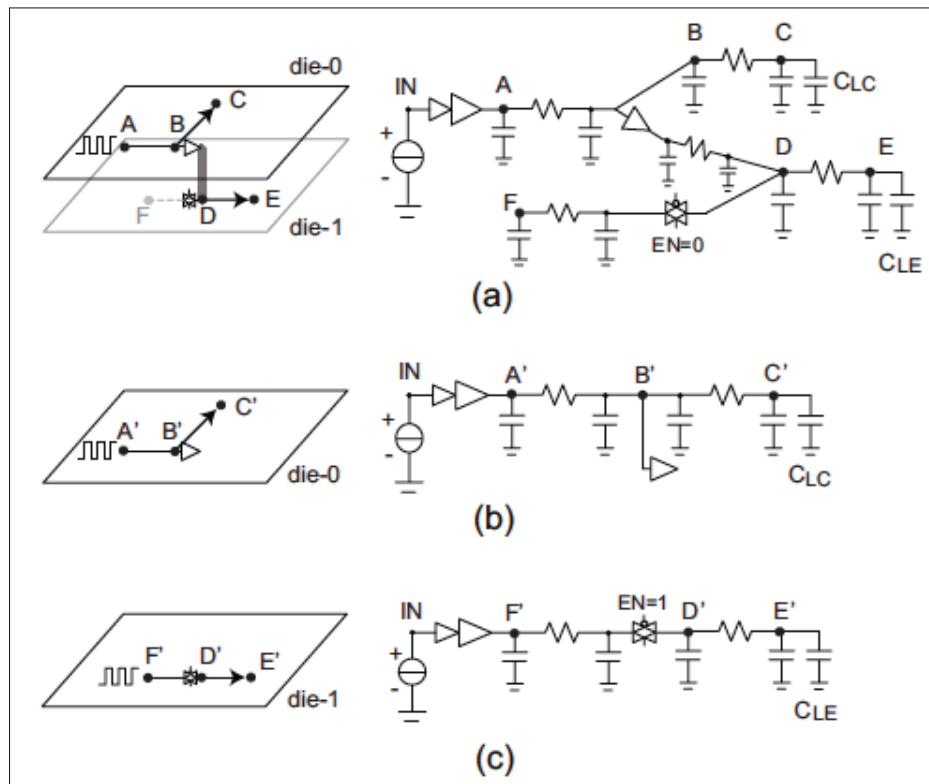 die-0
A B C
F D E
die-1
IN A B C
CLC
+
-
D E
F
EN=0
CLE
(a)
A' B' C'
die-0
IN A' B' C'
+
-
CLC
(b)
F' D' E'
die-1
IN F' EN=1 D' E'
+
-
CLE
(c)